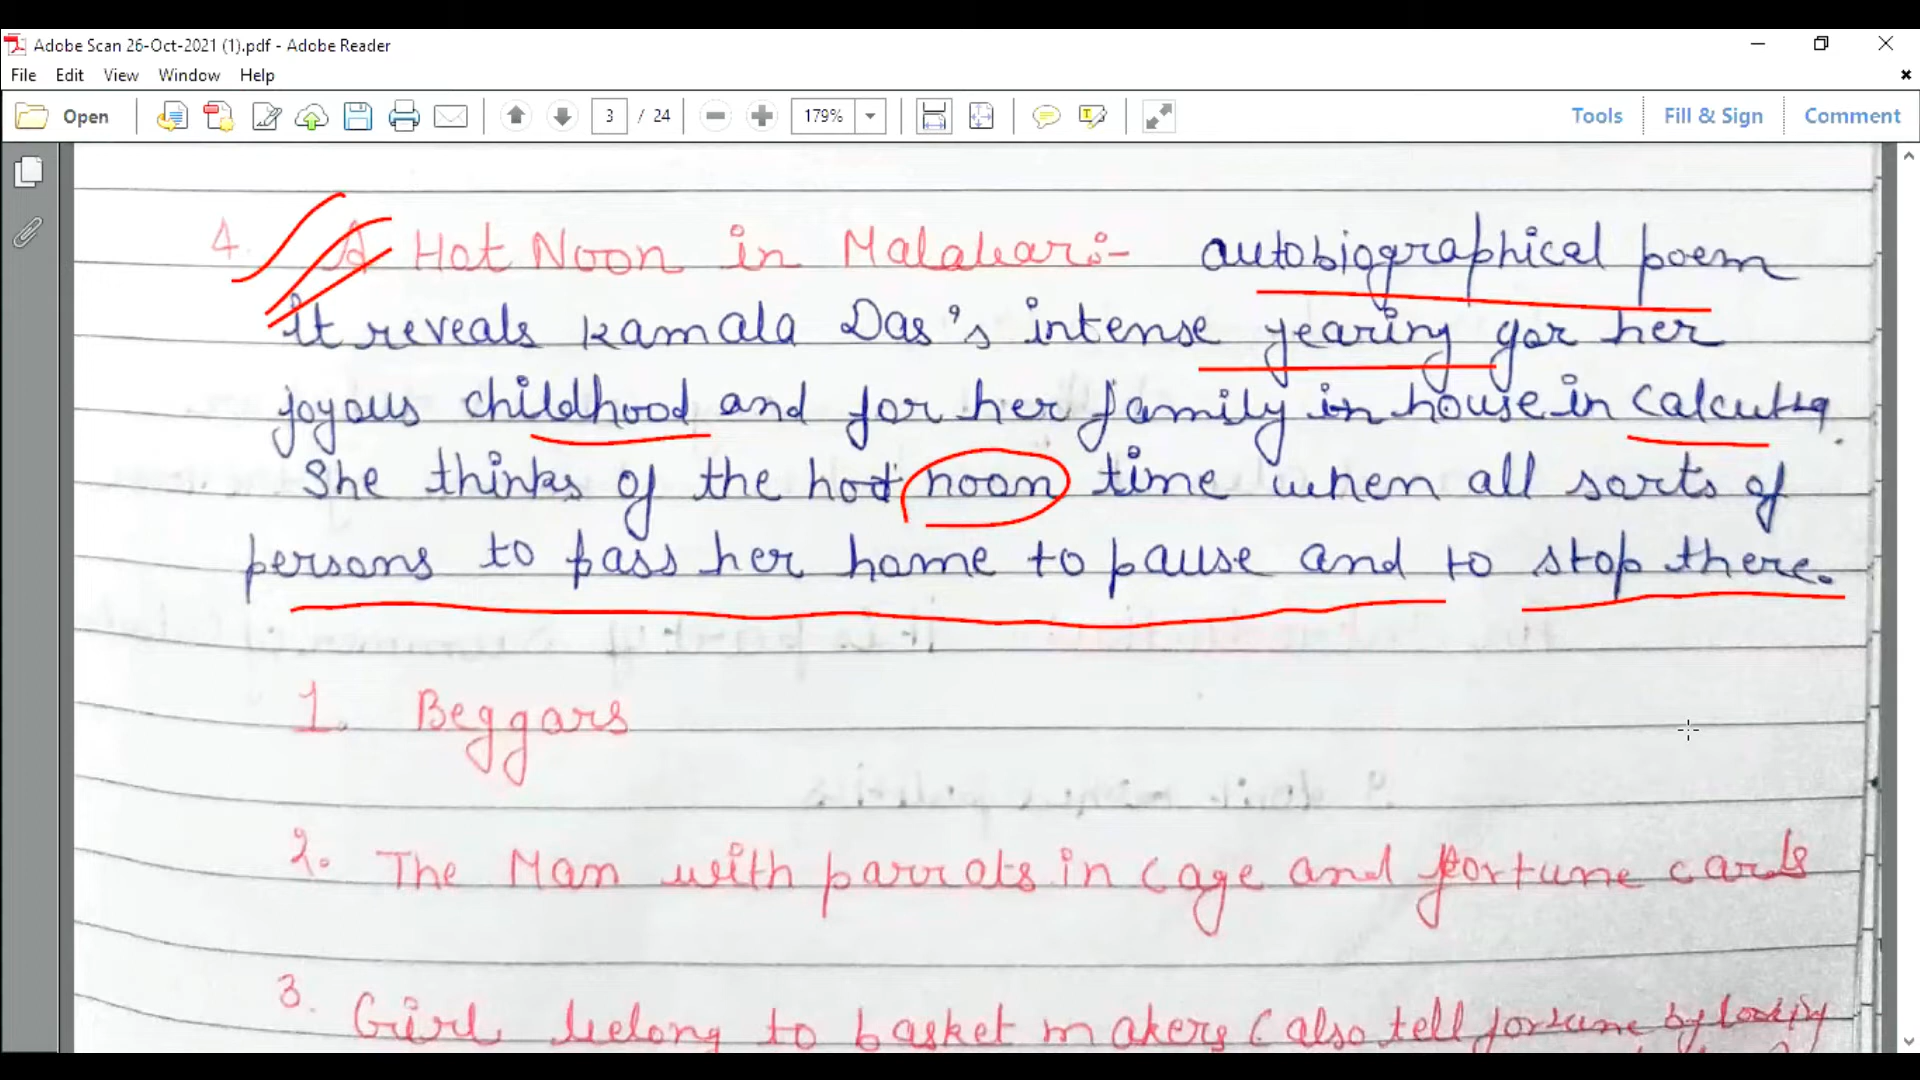 Adobe Scan 26-Oct-2021 (1).pdf - Adobe Reader
File Edit View Window Help
Open 3 / 24 179% Tools Fill & Sign Comment
4. A Hot Noon in Malabar:- autobiographical poem
It reveals Kamala Das's intense yearing for her
joyous childhood and for her family in house in Calcutta.
She thinks of the hot noon time when all sorts of
persons to pass her home to pause and to stop there.
1. Beggars
2. The Man with parrots in cage and fortune cards
3. Girl belong to basket makers (also tell fortune by looking